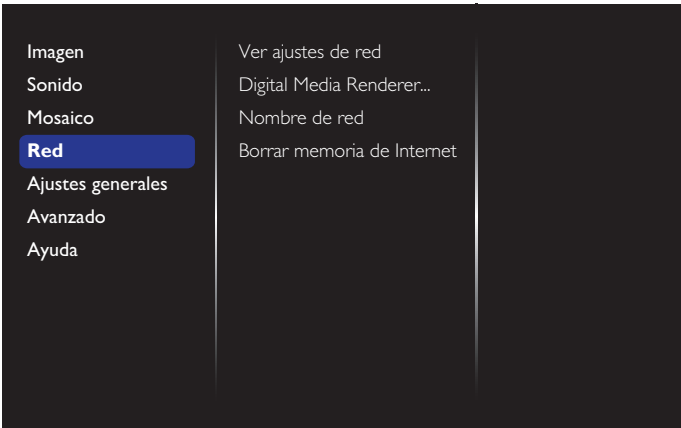 Imagen
Sonido
Mosaico
Red
Ajustes generales
Avanzado
Ayuda
Ver ajustes de red
Digital Media Renderer...
Nombre de red
Borrar memoria de Internet